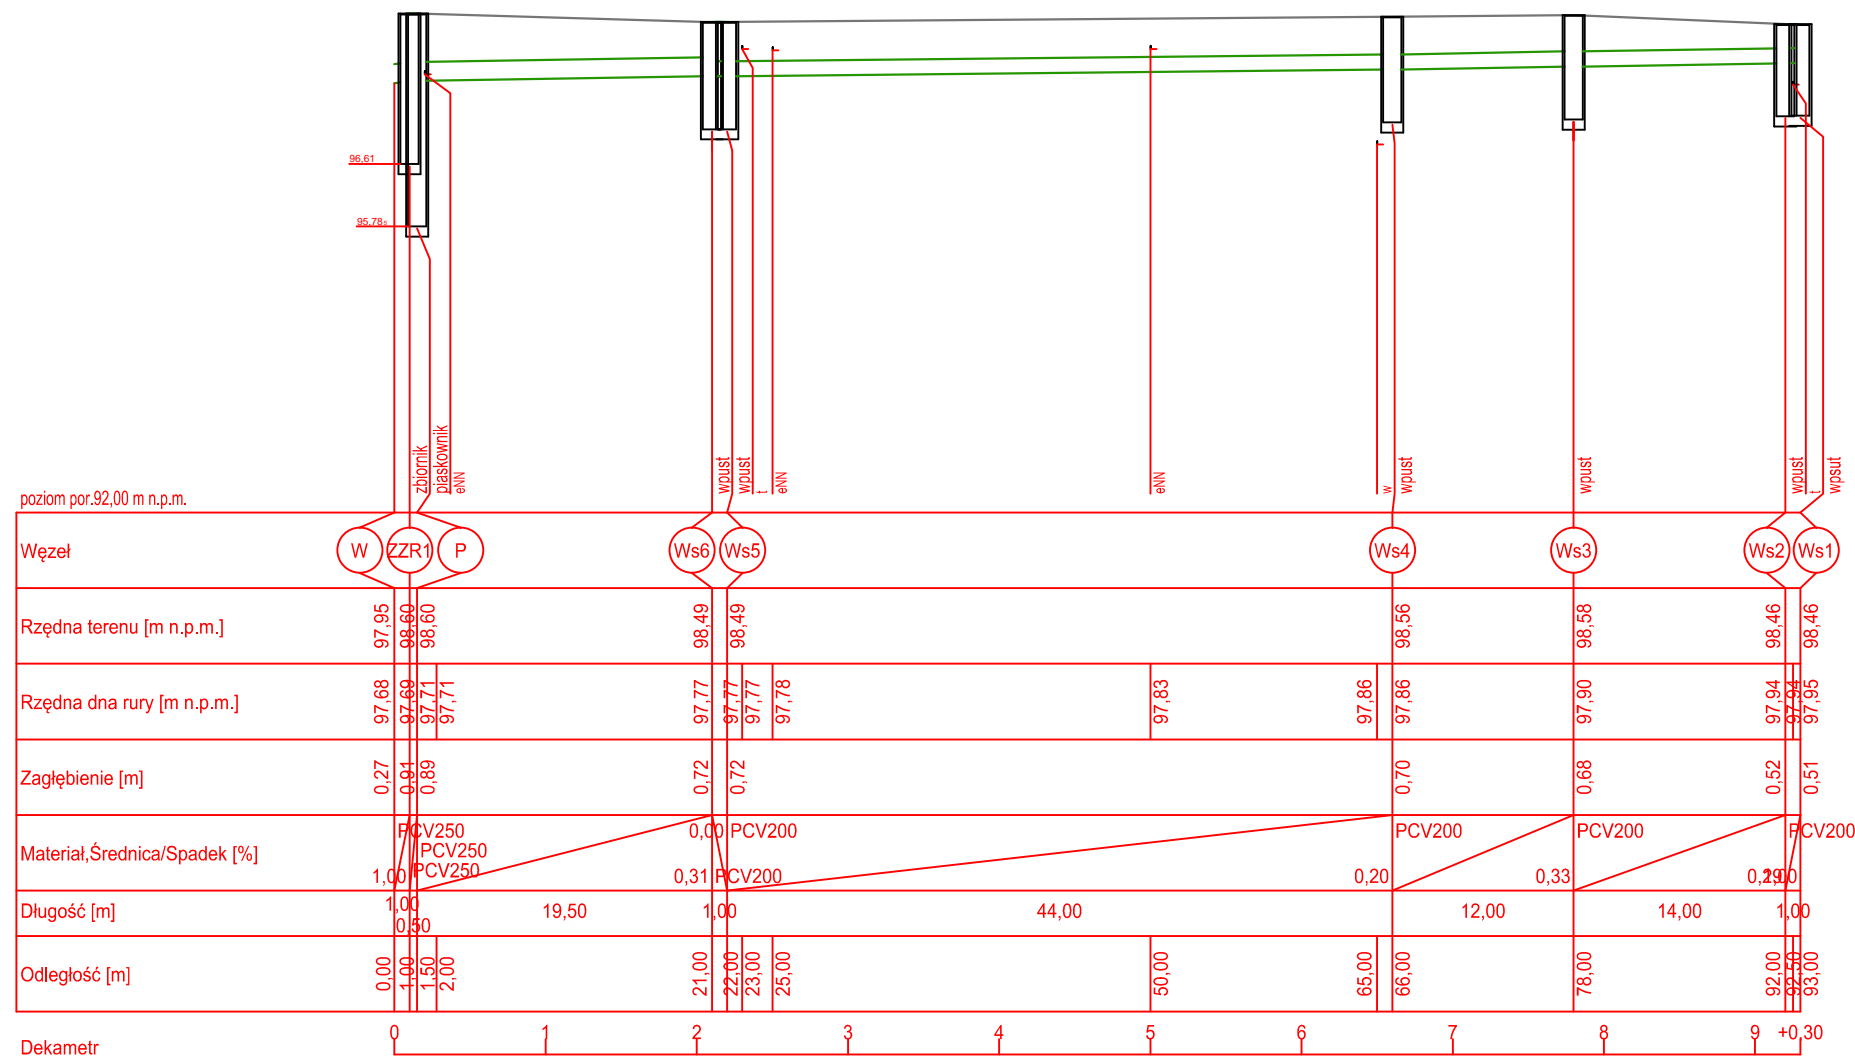 96,61
95,78₅
zbiornik
piaskownik
eNN
wpust
wpust
t
eNN
eNN
w
wpust
wpust
wpust
t
wpsut
poziom por.92,00 m n.p.m.
Węzeł W ZZR1 P Ws6 Ws5 Ws4 Ws3 Ws2 Ws1
Rzędna terenu [m n.p.m.] 97,95 98,60 98,60 98,49 98,49 98,56 98,58 98,46 98,46
Rzędna dna rury [m n.p.m.] 97,68 97,69 97,71 97,71 97,77 97,77 97,77 97,78 97,83 97,86 97,86 97,90 97,94 97,94 97,95
Zagłębienie [m] 0,27 0,91 0,89 0,72 0,72 0,70 0,68 0,52 0,51
PCV250 0,00 PCV200 PCV200 PCV200 PCV200
PCV250
Materiał,Średnica/Spadek [%]
1,00 PCV250 0,31 PCV200 0,20 0,33 0,29 1,00
Długość [m] 1,00 0,50 19,50 1,00 44,00 12,00 14,00 1,00
Odległość [m] 0,00 1,00 1,50 2,00 21,00 22,00 23,00 25,00 50,00 65,00 66,00 78,00 92,00 92,50 93,00
Dekametr 0 1 2 3 4 5 6 7 8 9 +0,30